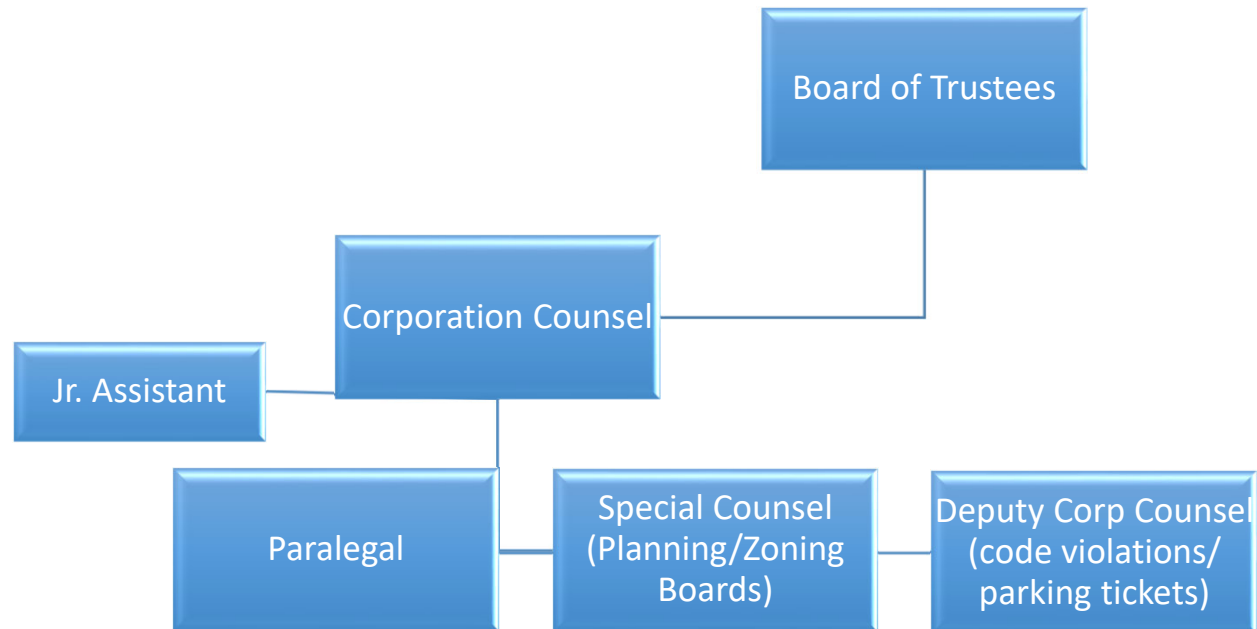 Board of Trustees
Corporation Counsel
Jr. Assistant
Paralegal
Special Counsel
(Planning/Zoning
Boards)
Deputy Corp Counsel
(code violations/
parking tickets)